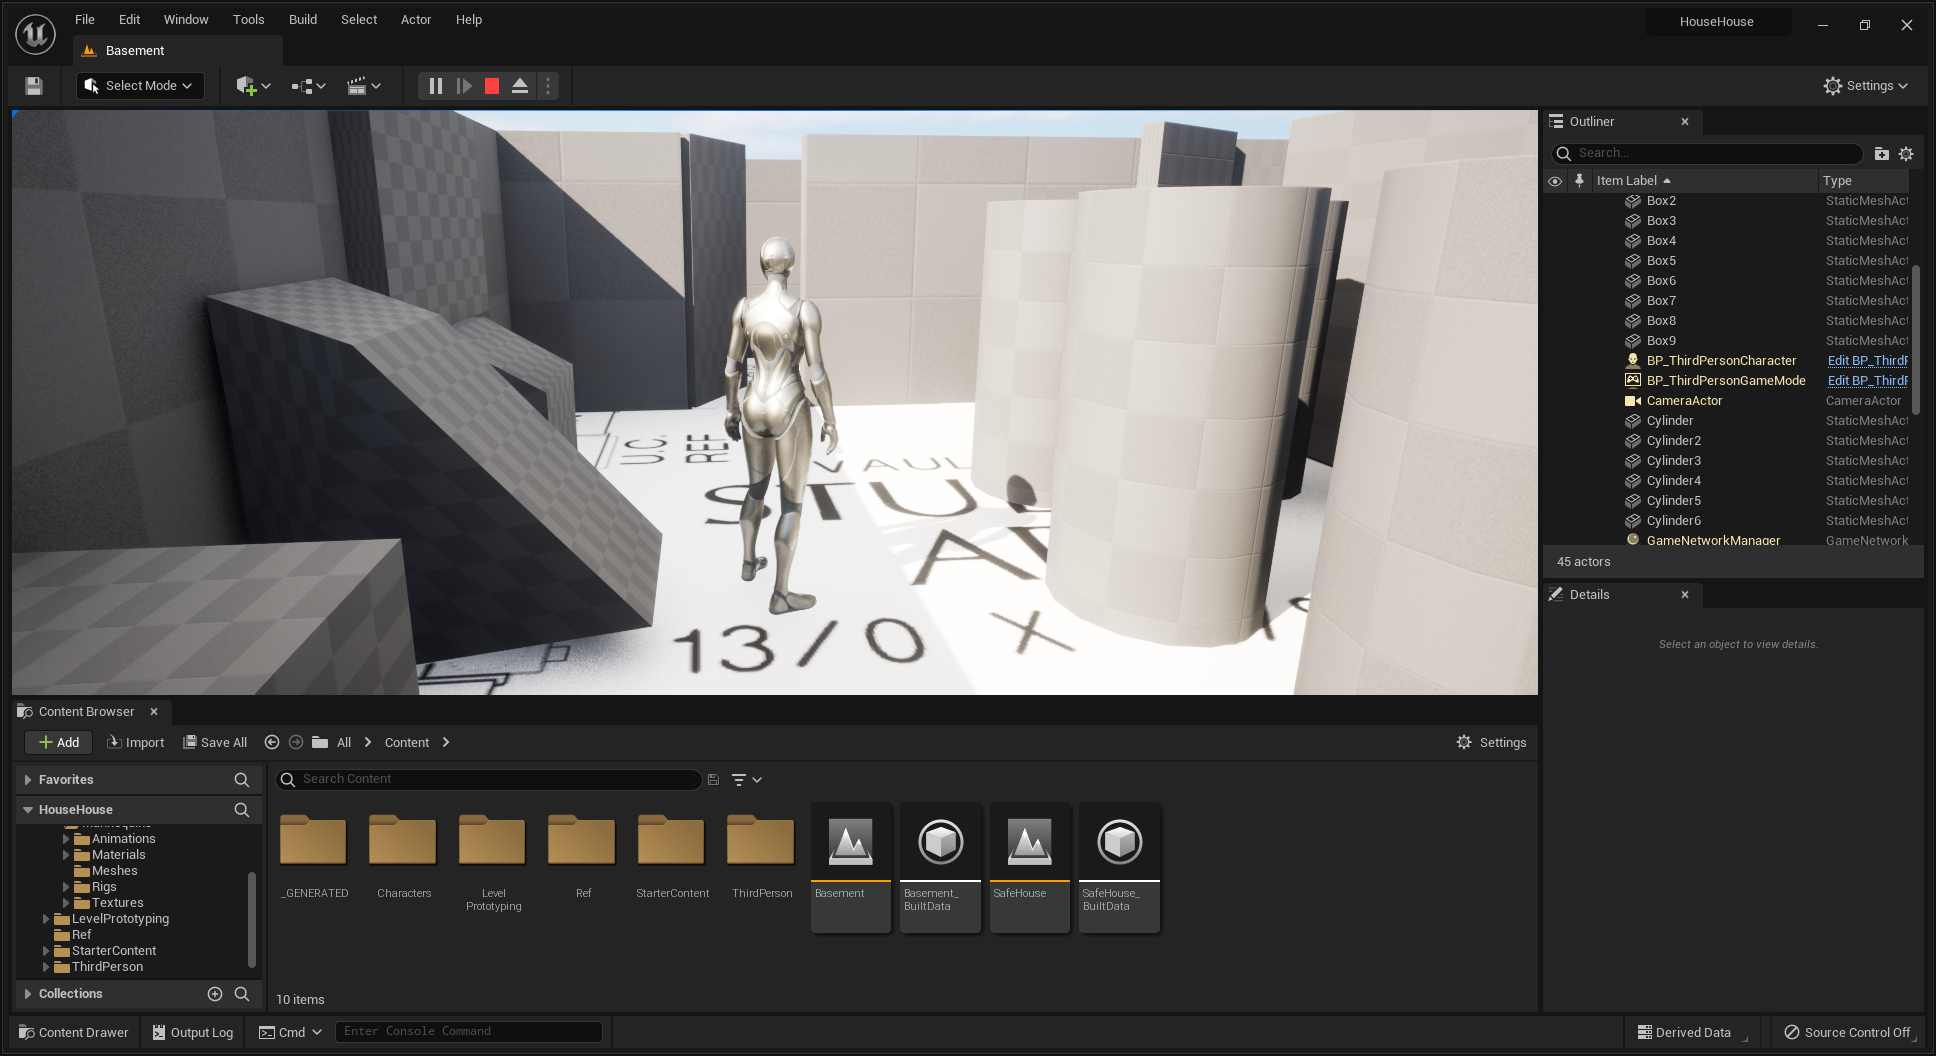 File Edit Window Tools Build Select Actor Help
HouseHouse
Basement
Select Mode
Settings
U.C.
REF
VAUL
STU
13/0
Outliner
Search...
Item Label Type
Box2 StaticMeshAct
Box3 StaticMeshAct
Box4 StaticMeshAct
Box5 StaticMeshAct
Box6 StaticMeshAct
Box7 StaticMeshAct
Box8 StaticMeshAct
Box9 StaticMeshAct
BP_ThirdPersonCharacter Edit BP_ThirdP
BP_ThirdPersonGameMode Edit BP_ThirdP
CameraActor CameraActor
Cylinder StaticMeshAct
Cylinder2 StaticMeshAct
Cylinder3 StaticMeshAct
Cylinder4 StaticMeshAct
Cylinder5 StaticMeshAct
Cylinder6 StaticMeshAct
GameNetworkManager GameNetwork
45 actors
Details
Select an object to view details.
Content Browser
Add Import Save All All Content Settings
Favorites
HouseHouse
Animations
Materials
Meshes
Rigs
Textures
LevelPrototyping
Ref
StarterContent
ThirdPerson
Collections
Search Content
_GENERATED
Characters
Level
Prototyping
Ref
StarterContent
ThirdPerson
Basement
Basement_
BuiltData
SafeHouse
SafeHouse_
BuiltData
10 items
Content Drawer Output Log Cmd Enter Console Command Derived Data Source Control Off